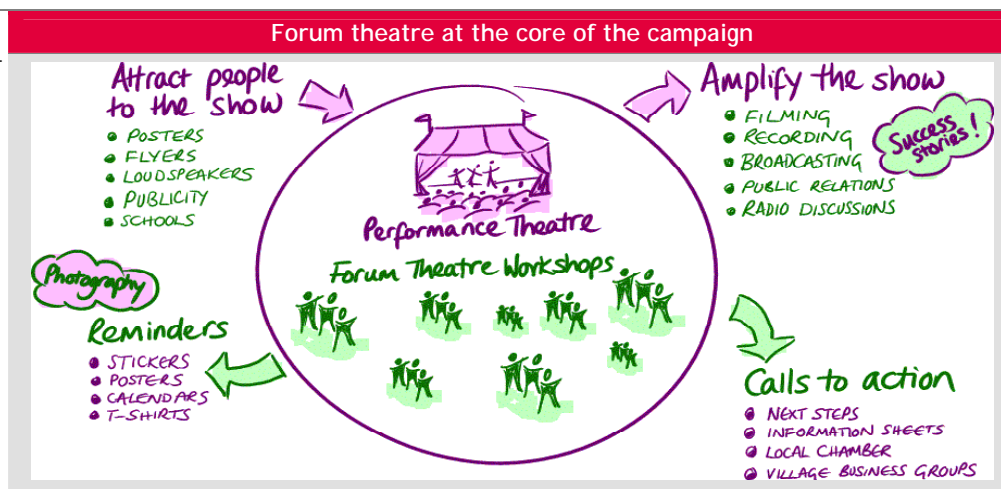 Forum theatre at the core of the campaign
Attract people
to the show
POSTERS
FLYERS
LOUDSPEAKERS
PUBLICITY
SCHOOLS
Amplify the show
FILMING
RECORDING
BROADCASTING
PUBLIC RELATIONS
RADIO DISCUSSIONS
Success
stories!
Performance Theatre
Forum Theatre Workshops
Photography
Reminders
STICKERS
POSTERS
CALENDARS
T-SHIRTS
Calls to action
NEXT STEPS
INFORMATION SHEETS
LOCAL CHAMBER
VILLAGE BUSINESS GROUPS